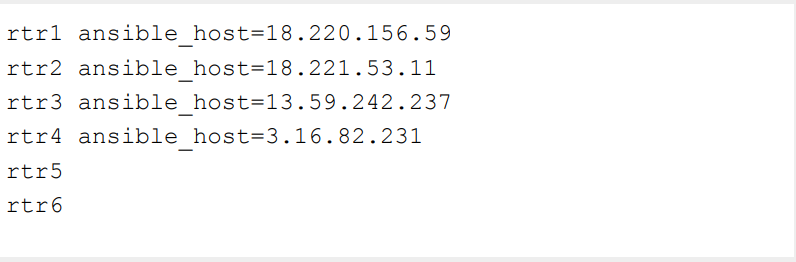 rtr1 ansible_host=18.220.156.59
rtr2 ansible_host=18.221.53.11
rtr3 ansible_host=13.59.242.237
rtr4 ansible_host=3.16.82.231
rtr5
rtr6